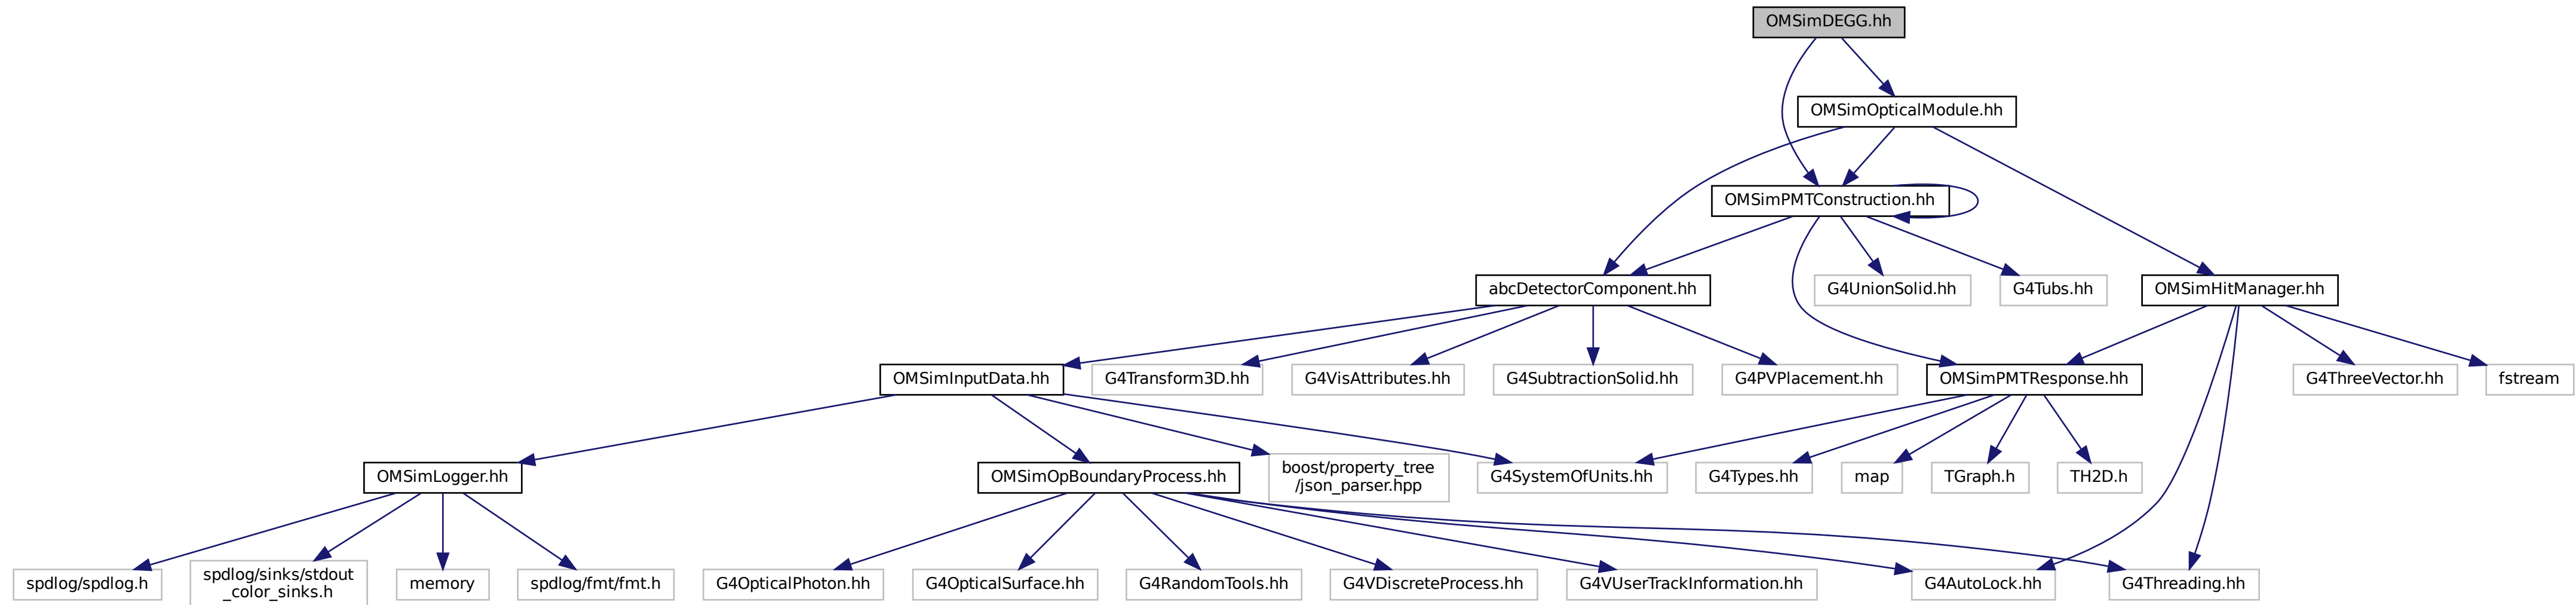 OMSimDEGG.hh
OMSimOpticalModule.hh
OMSimPMTConstruction.hh
abcDetectorComponent.hh
G4UnionSolid.hh
G4Tubs.hh
OMSimHitManager.hh
OMSimInputData.hh
G4Transform3D.hh
G4VisAttributes.hh
G4SubtractionSolid.hh
G4PVPlacement.hh
OMSimPMTResponse.hh
G4ThreeVector.hh
fstream
OMSimLogger.hh
OMSimOpBoundaryProcess.hh
boost/property_tree
/json_parser.hpp
G4SystemOfUnits.hh
G4Types.hh
map
TGraph.h
TH2D.h
spdlog/spdlog.h
spdlog/sinks/stdout
_color_sinks.h
memory
spdlog/fmt/fmt.h
G4OpticalPhoton.hh
G4OpticalSurface.hh
G4RandomTools.hh
G4VDiscreteProcess.hh
G4VUserTrackInformation.hh
G4AutoLock.hh
G4Threading.hh